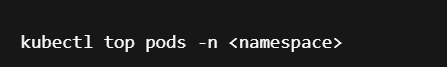 kubectl top pods -n <namespace>